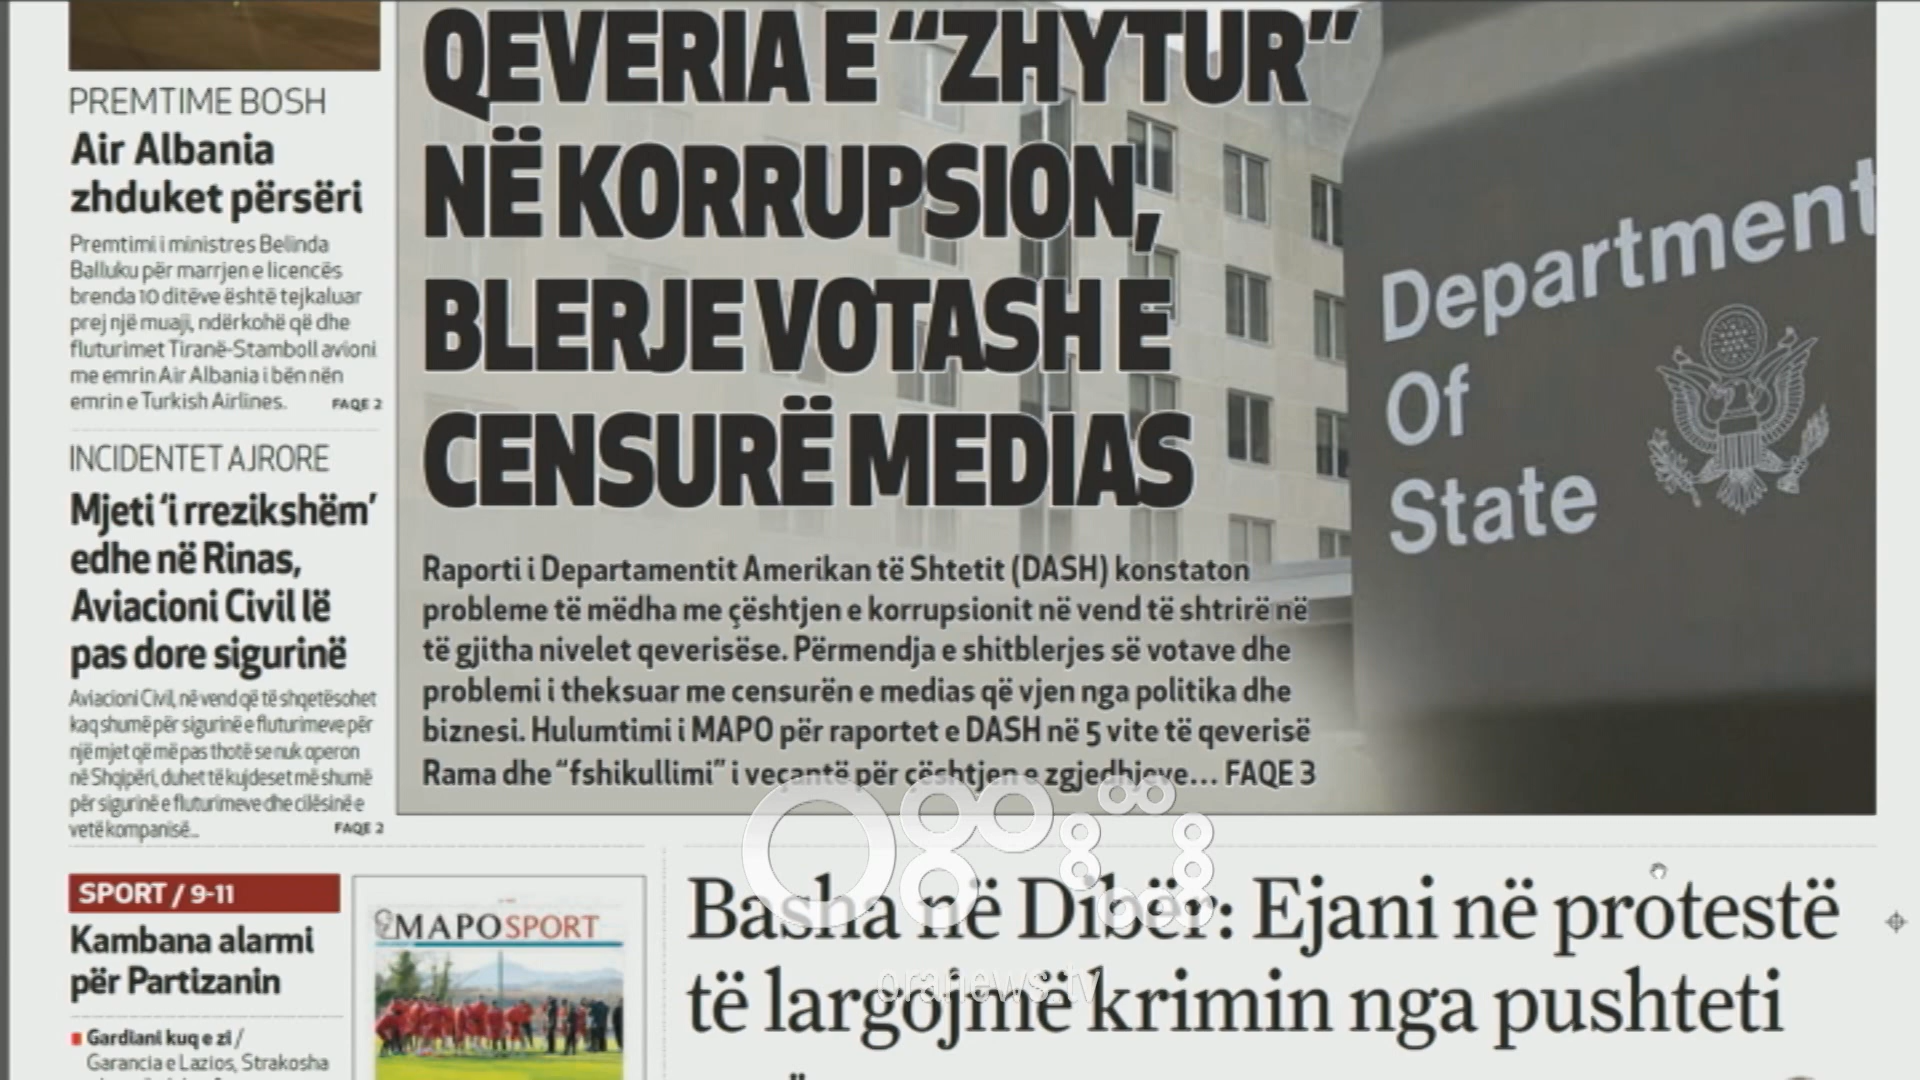 PREMTIME BOSH
Air Albania
zhduket përsëri
Premtimi i ministres Belinda
Balluku për marrjen e licencës
brenda 10 ditëve është tejkaluar
prej një muaji, ndërkohë që dhe
fluturimet Tiranë-Stamboll avioni
me emrin Air Albania i bën nën
emrin e Turkish Airlines. FAQE 2
INCIDENTET AJRORE
Mjeti ‘i rrezikshëm’
edhe në Rinas,
Aviacioni Civil lë
pas dore sigurinë
Aviacioni Civil, në vend që të shqetësohet
kaq shumë për sigurinë e fluturimeve për
një mjet që më pas thotë se nuk operon
në Shqipëri, duhet të kujdeset më shumë
për sigurinë e fluturimeve dhe cilësinë e
vetë kompanisë... FAQE 2
QEVERIA E “ZHYTUR”
NË KORRUPSION,
BLERJE VOTASH E
CENSURË MEDIAS
Raporti i Departamentit Amerikan të Shtetit (DASH) konstaton
probleme të mëdha me çështjen e korrupsionit në vend të shtrirë në
të gjitha nivelet qeverisëse. Përmendja e shitblerjes së votave dhe
problemi i theksuar me censurën e medias që vjen nga politika dhe
biznesi. Hulumtimi i MAPO për raportet e DASH në 5 vite të qeverisë
Rama dhe “fshikullimi” i veçantë për çështjen e zgjedhjeve... FAQE 3
Department
Of
State
SPORT / 9-11
Kambana alarmi
për Partizanin
Gardiani kuq e zi /
Garancia e Lazios, Strakosha
MAPO SPORT
Basha në Dibër: Ejani në protestë
të largojmë krimin nga pushteti
oranews.tv